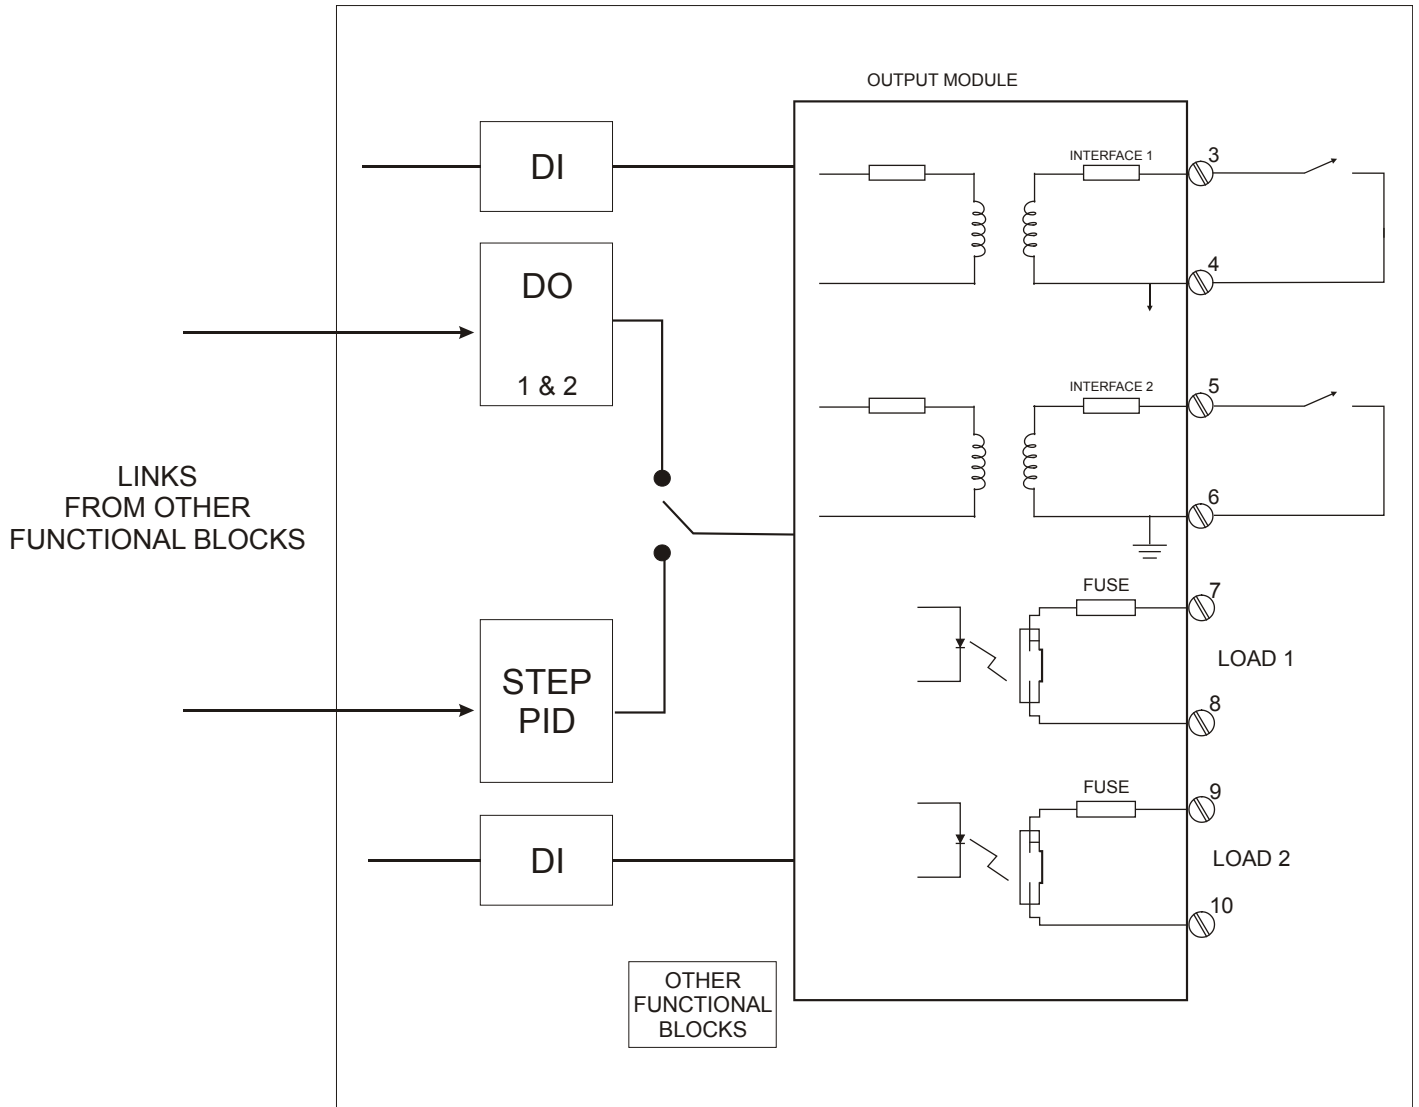 OUTPUT MODULE
DI
INTERFACE 1
3
4
DO
1 & 2
INTERFACE 2
5
6
LINKS
FROM OTHER
FUNCTIONAL BLOCKS
FUSE
7
LOAD 1
8
STEP
PID
FUSE
9
LOAD 2
10
DI
OTHER
FUNCTIONAL
BLOCKS